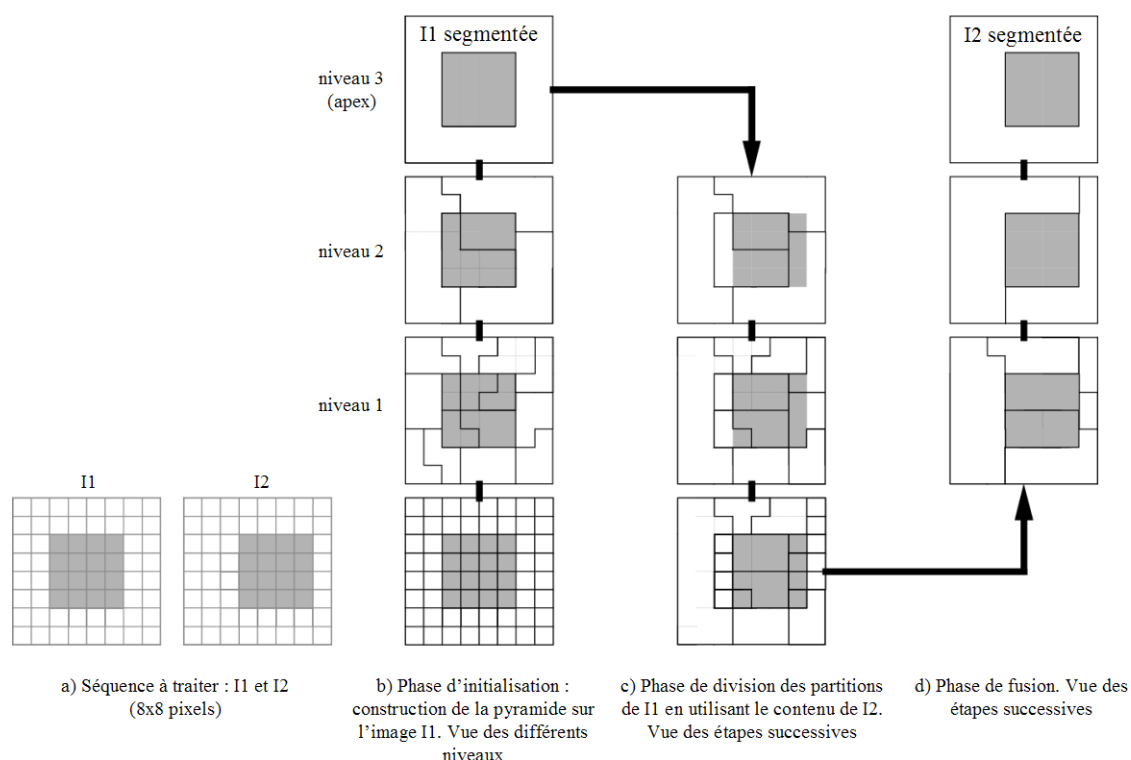 I1 segmentée
I2 segmentée
niveau 3
(apex)
niveau 2
niveau 1
I1
I2
a) Séquence à traiter : I1 et I2
(8x8 pixels)
b) Phase d’initialisation :
construction de la pyramide sur
l’image I1. Vue des différents
niveaux
c) Phase de division des partitions
de I1 en utilisant le contenu de I2.
Vue des étapes successives
d) Phase de fusion. Vue des
étapes successives